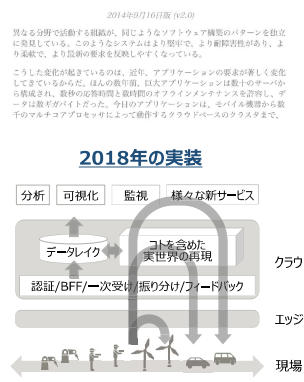 2014年9月16日版 (v2.0)
異なる分野で活動する組織が、同じようなソフトウェア構築のパターンを独立
に発見している。このようなシステムはより堅牢で、より耐障害性があり、よ
り柔軟で、より最新の要求を反映しやすくなっている。
こうした変化が起きているのは、近年、アプリケーションの要求が著しく変化
してきているからだ。ほんの数年前、巨大アプリケーションは数十のサーバか
ら構成され、数秒の応答時間と数時間のオフラインメンテナンスを許容し、デ
ータは数ギガバイトだった。今日のアプリケーションは、モバイル機器から数
千のマルチコアプロセッサによって動作するクラウドベースのクラスタまで、
2018年の実装
分析 可視化 監視 様々な新サービス
データレイク
コトを含めた
実世界の再現
認証/BFF/一次受け/振り分け/フィードバック
クラウ
エッジ
現場